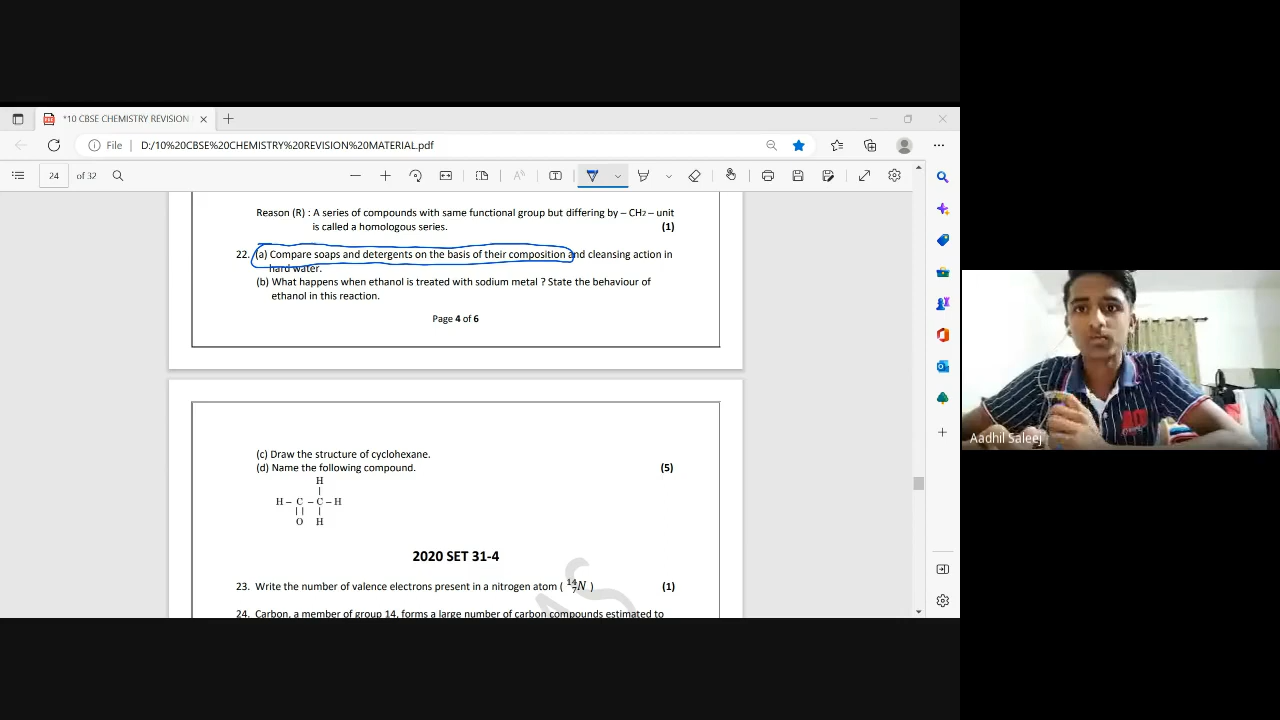 *10 CBSE CHEMISTRY REVISION
File D:/10%20CBSE%20CHEMISTRY%20REVISION%20MATERIAL.pdf
24 of 32
Reason (R) : A series of compounds with same functional group but differing by – CH2 – unit
is called a homologous series. (1)
22. (a) Compare soaps and detergents on the basis of their composition and cleansing action in
hard water.
(b) What happens when ethanol is treated with sodium metal ? State the behaviour of
ethanol in this reaction.
Page 4 of 6
(c) Draw the structure of cyclohexane.
(d) Name the following compound. (5)
H
H – C – C – H
O H
2020 SET 31-4
23. Write the number of valence electrons present in a nitrogen atom ( ¹⁴₇N ) (1)
24. Carbon, a member of group 14, forms a large number of carbon compounds estimated to
Aadhil Saleej